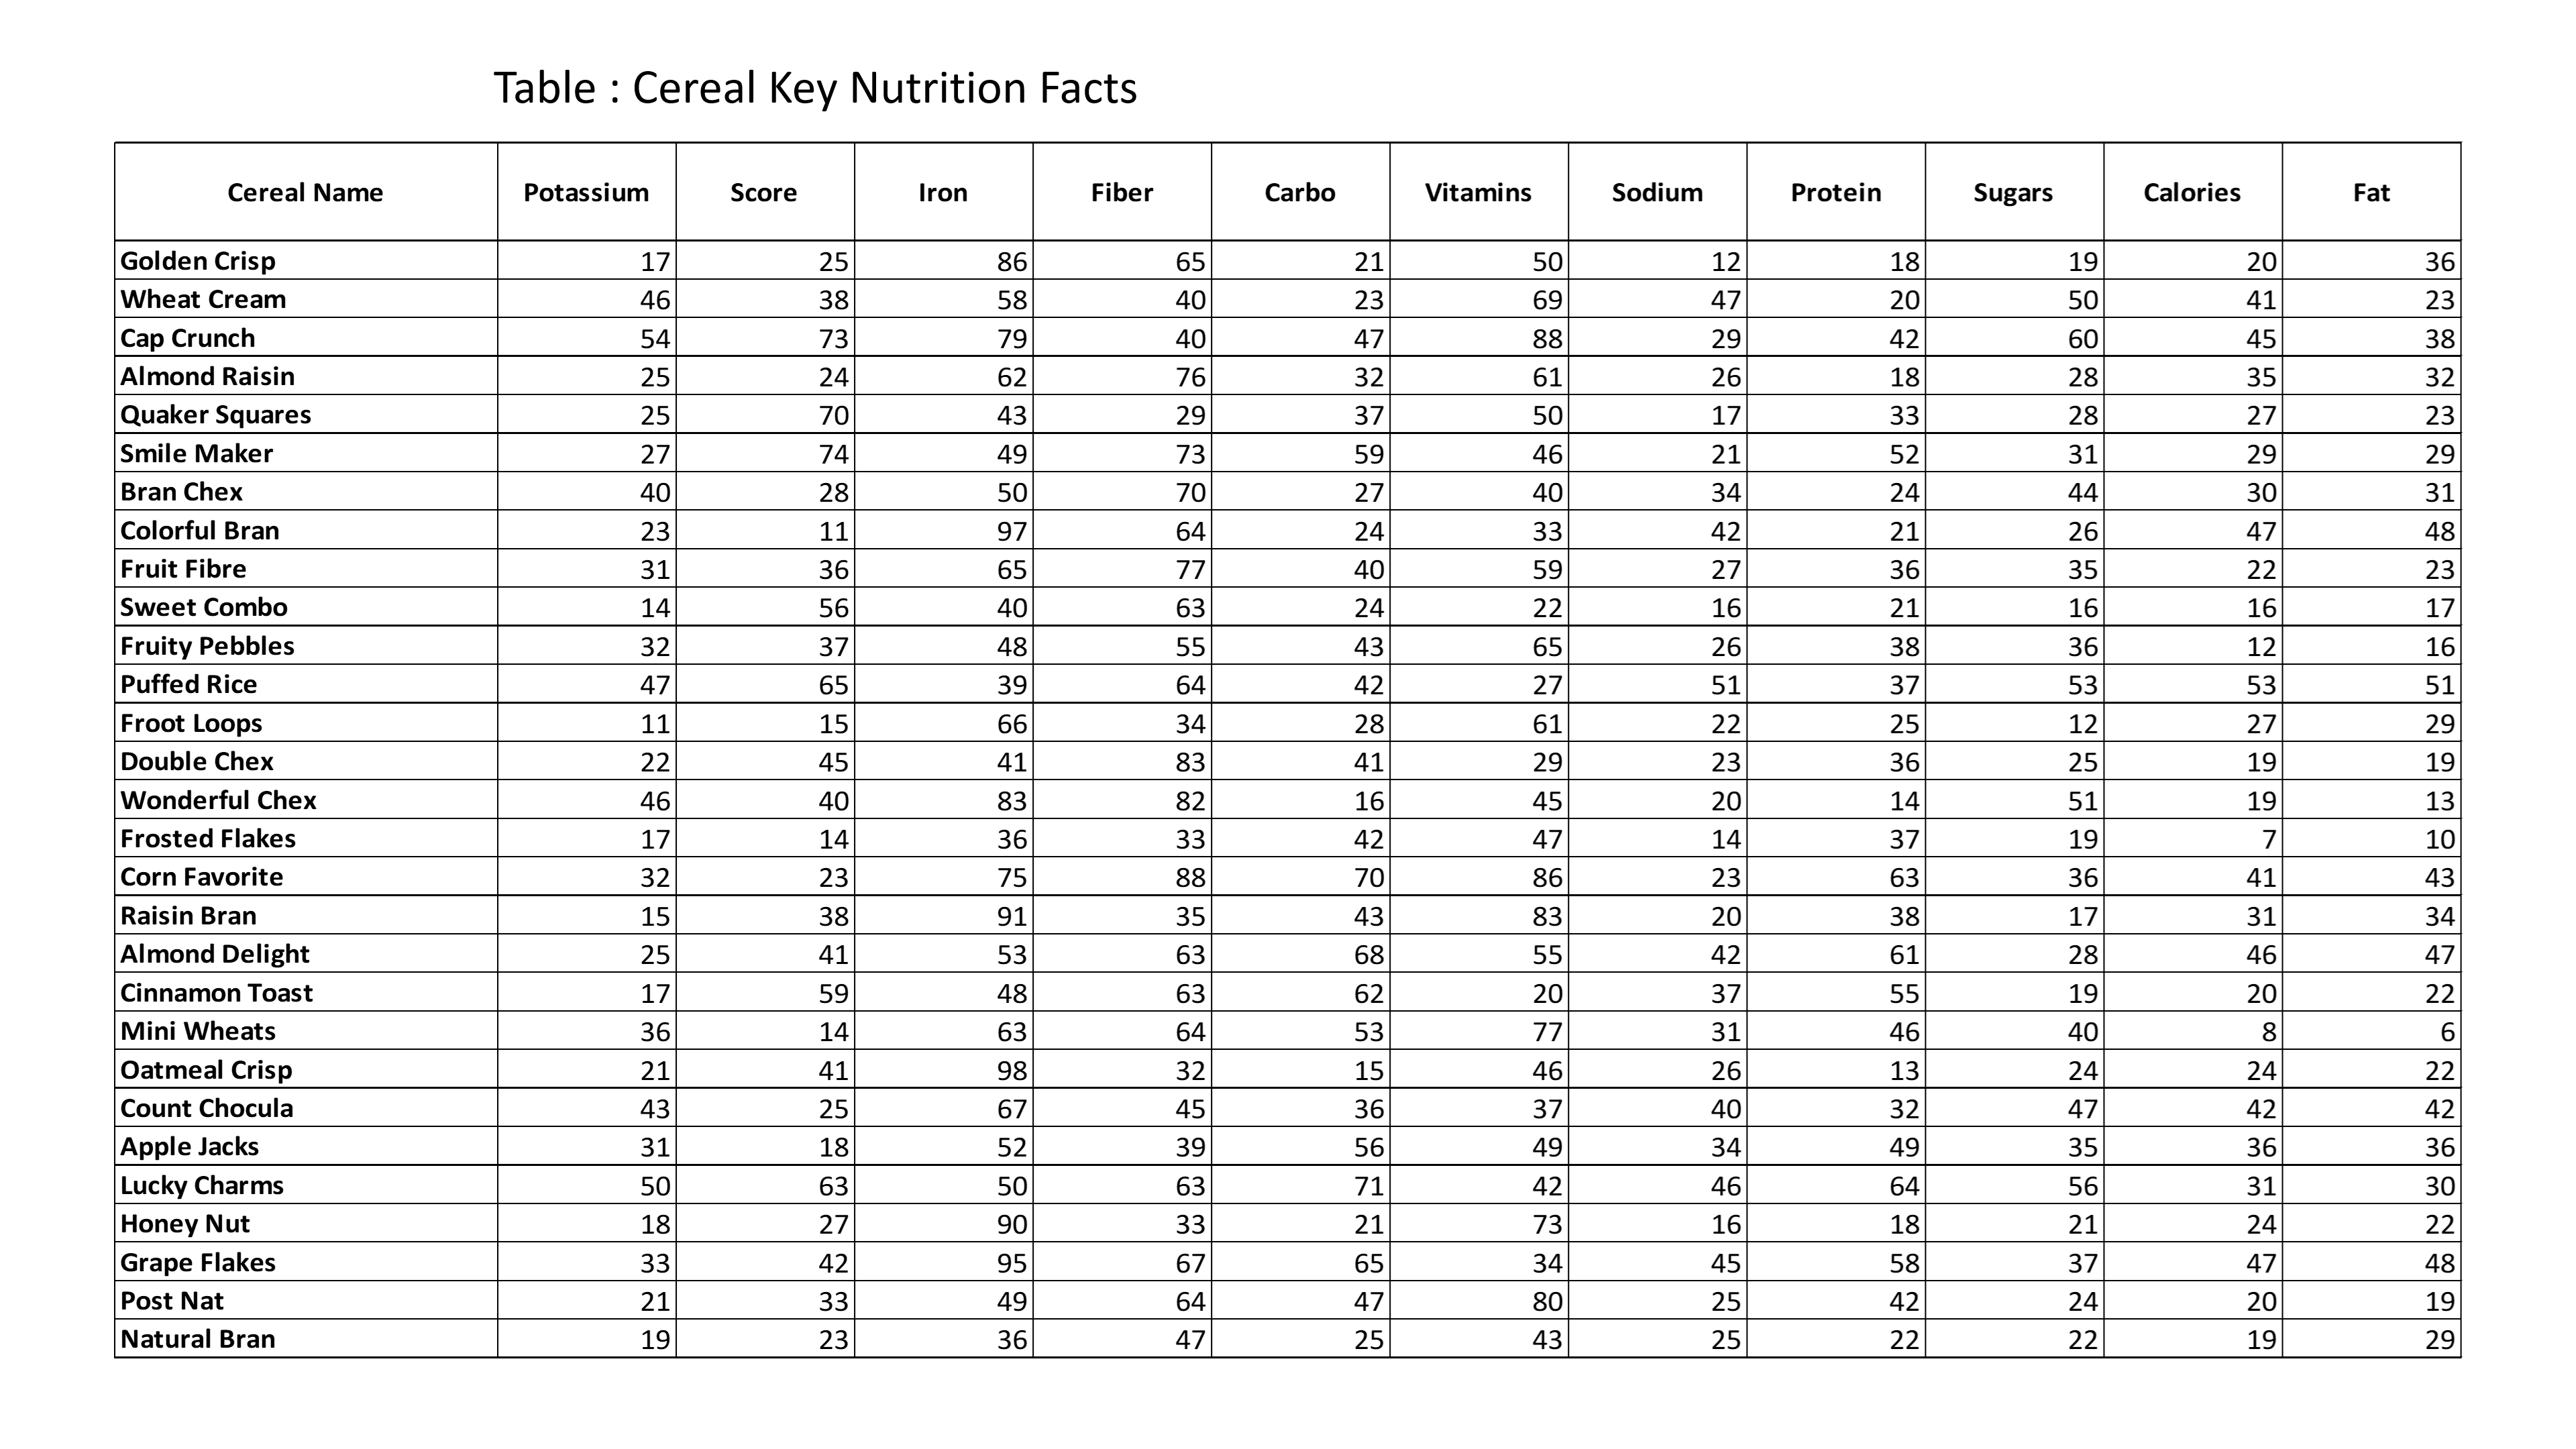 Table : Cereal Key Nutrition Facts
Cereal Name Potassium Score Iron Fiber Carbo Vitamins Sodium Protein Sugars Calories Fat
Golden Crisp 17 25 86 65 21 50 12 18 19 20 36
Wheat Cream 46 38 58 40 23 69 47 20 50 41 23
Cap Crunch 54 73 79 40 47 88 29 42 60 45 38
Almond Raisin 25 24 62 76 32 61 26 18 28 35 32
Quaker Squares 25 70 43 29 37 50 17 33 28 27 23
Smile Maker 27 74 49 73 59 46 21 52 31 29 29
Bran Chex 40 28 50 70 27 40 34 24 44 30 31
Colorful Bran 23 11 97 64 24 33 42 21 26 47 48
Fruit Fibre 31 36 65 77 40 59 27 36 35 22 23
Sweet Combo 14 56 40 63 24 22 16 21 16 16 17
Fruity Pebbles 32 37 48 55 43 65 26 38 36 12 16
Puffed Rice 47 65 39 64 42 27 51 37 53 53 51
Froot Loops 11 15 66 34 28 61 22 25 12 27 29
Double Chex 22 45 41 83 41 29 23 36 25 19 19
Wonderful Chex 46 40 83 82 16 45 20 14 51 19 13
Frosted Flakes 17 14 36 33 42 47 14 37 19 7 10
Corn Favorite 32 23 75 88 70 86 23 63 36 41 43
Raisin Bran 15 38 91 35 43 83 20 38 17 31 34
Almond Delight 25 41 53 63 68 55 42 61 28 46 47
Cinnamon Toast 17 59 48 63 62 20 37 55 19 20 22
Mini Wheats 36 14 63 64 53 77 31 46 40 8 6
Oatmeal Crisp 21 41 98 32 15 46 26 13 24 24 22
Count Chocula 43 25 67 45 36 37 40 32 47 42 42
Apple Jacks 31 18 52 39 56 49 34 49 35 36 36
Lucky Charms 50 63 50 63 71 42 46 64 56 31 30
Honey Nut 18 27 90 33 21 73 16 18 21 24 22
Grape Flakes 33 42 95 67 65 34 45 58 37 47 48
Post Nat 21 33 49 64 47 80 25 42 24 20 19
Natural Bran 19 23 36 47 25 43 25 22 22 19 29